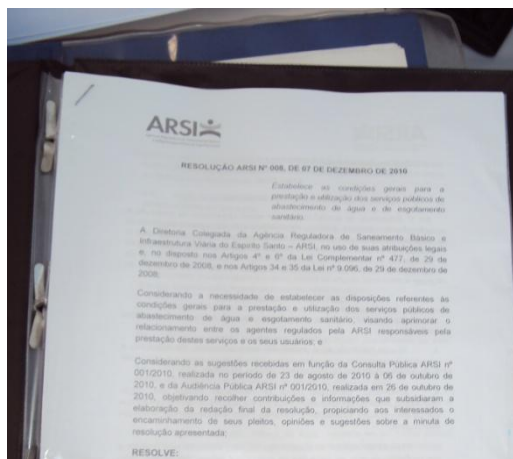 ARSI
RESOLUÇÃO ARSI Nº 008, DE 07 DE DEZEMBRO DE 2010
Estabelece as condições gerais para a
prestação e utilização dos serviços públicos de
abastecimento de água e de esgotamento
sanitário.
A Diretoria Colegiada da Agência Reguladora de Saneamento Básico e
Infraestrutura Viária do Espírito Santo – ARSI, no uso de suas atribuições legais
e, no disposto nos Artigos 4º e 6º da Lei Complementar nº 477, de 29 de
dezembro de 2008, e nos Artigos 34 e 35 da Lei nº 9.096, de 29 de dezembro de
2008;
Considerando a necessidade de estabelecer as disposições referentes às
condições gerais para a prestação e utilização dos serviços públicos de
abastecimento de água e esgotamento sanitário, visando aprimorar o
relacionamento entre os agentes regulados pela ARSI responsáveis pela
prestação destes serviços e os seus usuários; e
Considerando as sugestões recebidas em função da Consulta Pública ARSI nº
001/2010, realizada no período de 23 de agosto de 2010 à 06 de outubro de
2010, e da Audiência Pública ARSI nº 001/2010, realizada em 26 de outubro de
2010, objetivando recolher contribuições e informações que subsidiaram a
elaboração da redação final da resolução, propiciando aos interessados o
encaminhamento de seus pleitos, opiniões e sugestões sobre a minuta de
resolução apresentada;
RESOLVE: